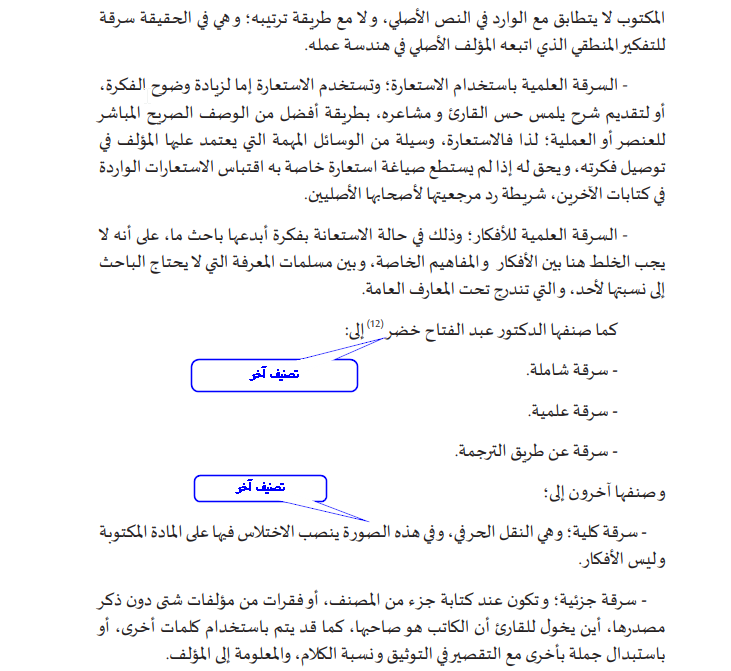 المكتوب لا يتطابق مع الوارد في النص الأصلي، ولا مع طريقة ترتيبه؛ وهي في الحقيقة سرقة
للتفكير المنطقي الذي اتبعه المؤلف الأصلي في هندسة عمله.
- السرقة العلمية باستخدام الاستعارة؛ وتستخدم الاستعارة إما لزيادة وضوح الفكرة،
أو لتقديم شرح يلمس حس القارئ و مشاعره، بطريقة أفضل من الوصف الصريح المباشر
للعنصر أو العملية؛ لذا فالاستعارة، وسيلة من الوسائل المهمة التي يعتمد عليها المؤلف في
توصيل فكرته، ويحق له إذا لم يستطع صياغة استعارة خاصة به اقتباس الاستعارات الواردة
في كتابات الآخرين، شريطة رد مرجعيتها لأصحابها الأصليين.
- السرقة العلمية للأفكار؛ وذلك في حالة الاستعانة بفكرة أبدعها باحث ما، على أنه لا
يجب الخلط هنا بين الأفكار والمفاهيم الخاصة، وبين مسلمات المعرفة التي لا يحتاج الباحث
إلى نسبتها لأحد، والتي تندرج تحت المعارف العامة.
كما صنفها الدكتور عبد الفتاح خضر(12) إلى:
تصنيف آخر
- سرقة شاملة.
- سرقة علمية.
- سرقة عن طريق الترجمة.
تصنيف آخر
وصنفها آخرون إلى؛
- سرقة كلية؛ وهي النقل الحرفي، وفي هذه الصورة ينصب الاختلاس فيها على المادة المكتوبة
وليس الأفكار.
- سرقة جزئية؛ وتكون عند كتابة جزء من المصنف، أو فقرات من مؤلفات شتى دون ذكر
مصدرها، أين يخول للقارئ أن الكاتب هو صاحبها، كما قد يتم باستخدام كلمات أخرى، أو
باستبدال جملة بأخرى مع التقصير في التوثيق ونسبة الكلام، والمعلومة إلى المؤلف.